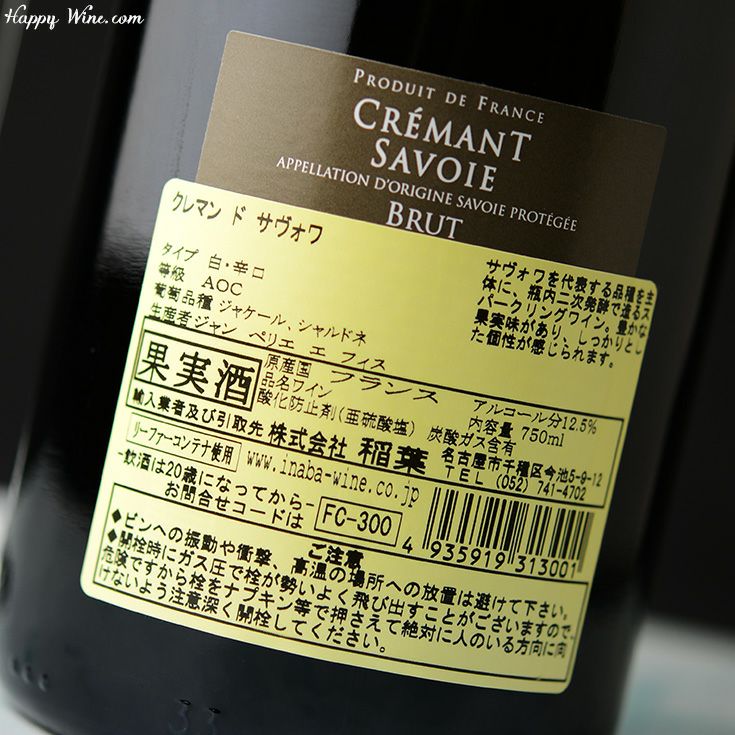 Happy Wine.com
PRODUIT DE FRANCE
CRÉMANT
SAVOIE
APPELLATION D'ORIGINE SAVOIE PROTÉGÉE
BRUT
クレマン ド サヴォワ
タイプ 白・辛口
等級 AOC
葡萄品種 ジャケール、シャルドネ
生産者 ジャン ペリエ エ フィス
サヴォワを代表する品種を主
体に、瓶内二次発酵で造るス
パークリングワイン。豊かな
果実味があり、しっかりとし
た個性が感じられます。
果実酒
原産国 フランス
品名 ワイン
酸化防止剤(亜硫酸塩) 炭酸ガス含有
アルコール分12.5%
内容量 750ml
輸入業者及び引取先 株式会社 稲葉
名古屋市千種区今池5-9-12
TEL (052) 741-4702
リーファーコンテナ使用
www.inaba-wine.co.jp
-飲酒は20歳になってから-
お問合せコードは FC-300
4 935919 313001
ご注意
◆ビンへの振動や衝撃、高温の場所への放置は避けて下さい。
◆開栓時にガス圧で栓が勢いよく飛び出すことがございますので、
危険ですから栓をナプキン等で押さえて絶対に人のいる方向に向
けないよう注意深く開栓してください。